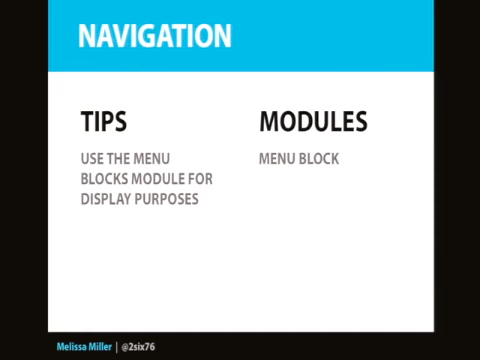 NAVIGATION
TIPS
USE THE MENU
BLOCKS MODULE FOR
DISPLAY PURPOSES
MODULES
MENU BLOCK
Melissa Miller | @2six76